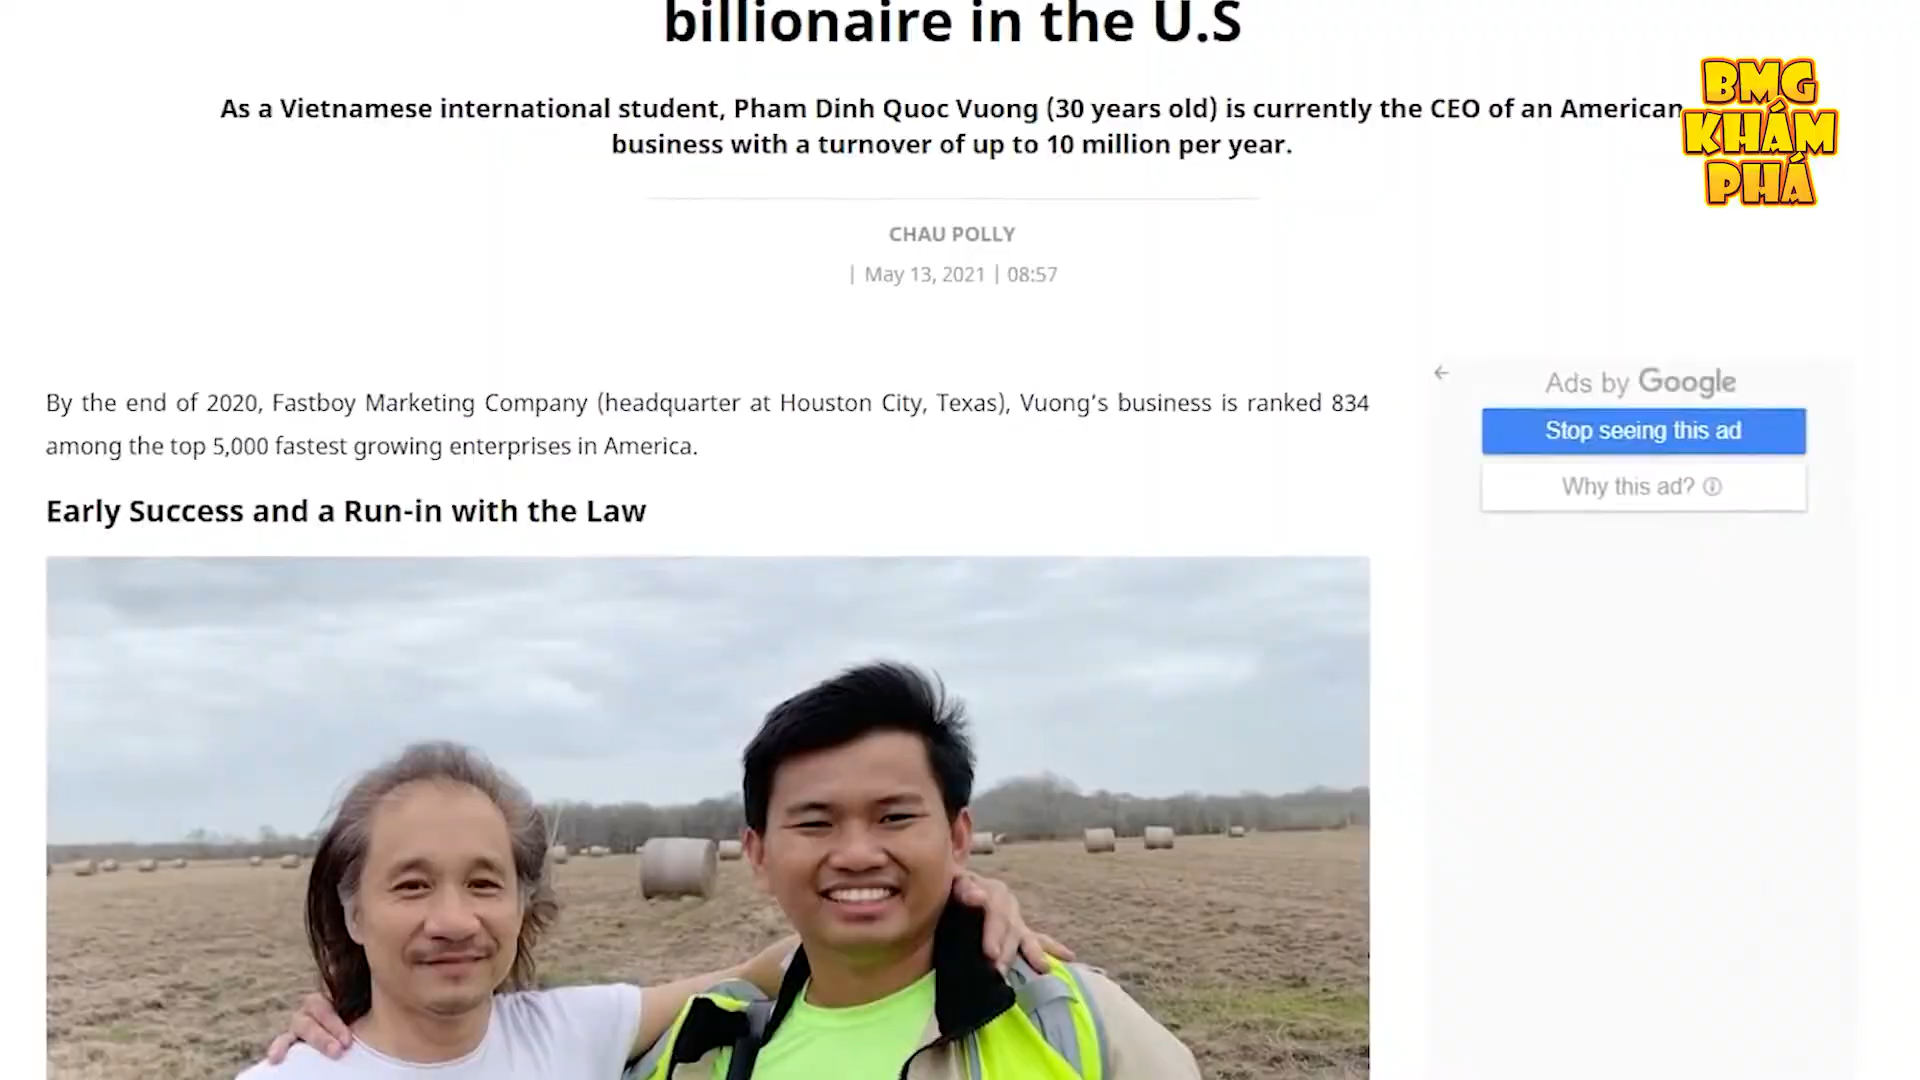 billionaire in the U.S
As a Vietnamese international student, Pham Dinh Quoc Vuong (30 years old) is currently the CEO of an American
business with a turnover of up to 10 million per year.
BMG
KHÁM
PHÁ
CHAU POLLY
| May 13, 2021 | 08:57
By the end of 2020, Fastboy Marketing Company (headquarter at Houston City, Texas), Vuong’s business is ranked 834
among the top 5,000 fastest growing enterprises in America.
Early Success and a Run-in with the Law
Ads by Google
Stop seeing this ad
Why this ad?